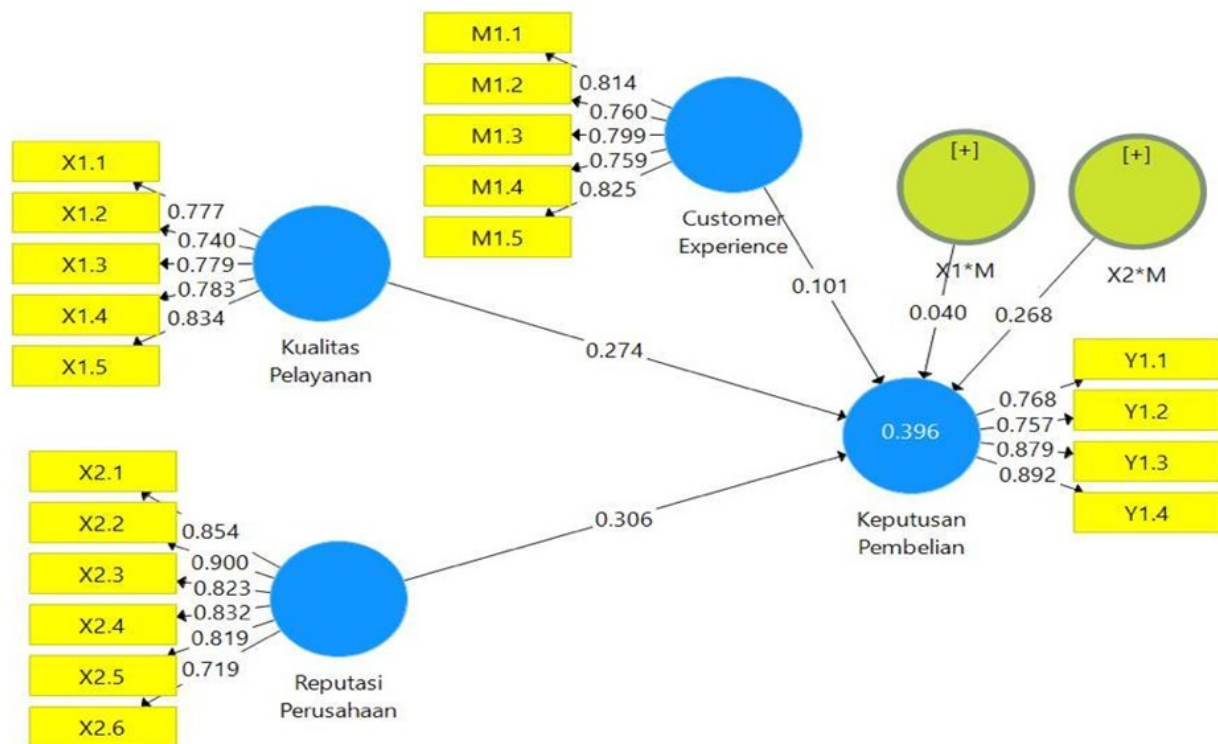 M1.1
M1.2
M1.3
M1.4
M1.5
0.814
0.760
0.799
0.759
0.825
Customer
Experience
X1.1
X1.2
X1.3
X1.4
X1.5
0.777
0.740
0.779
0.783
0.834
Kualitas
Pelayanan
[+]
X1*M
[+]
X2*M
0.101
0.040
0.268
0.274
0.306
X2.1
X2.2
X2.3
X2.4
X2.5
X2.6
0.854
0.900
0.823
0.832
0.819
0.719
Reputasi
Perusahaan
0.396
Keputusan
Pembelian
0.768
0.757
0.879
0.892
Y1.1
Y1.2
Y1.3
Y1.4